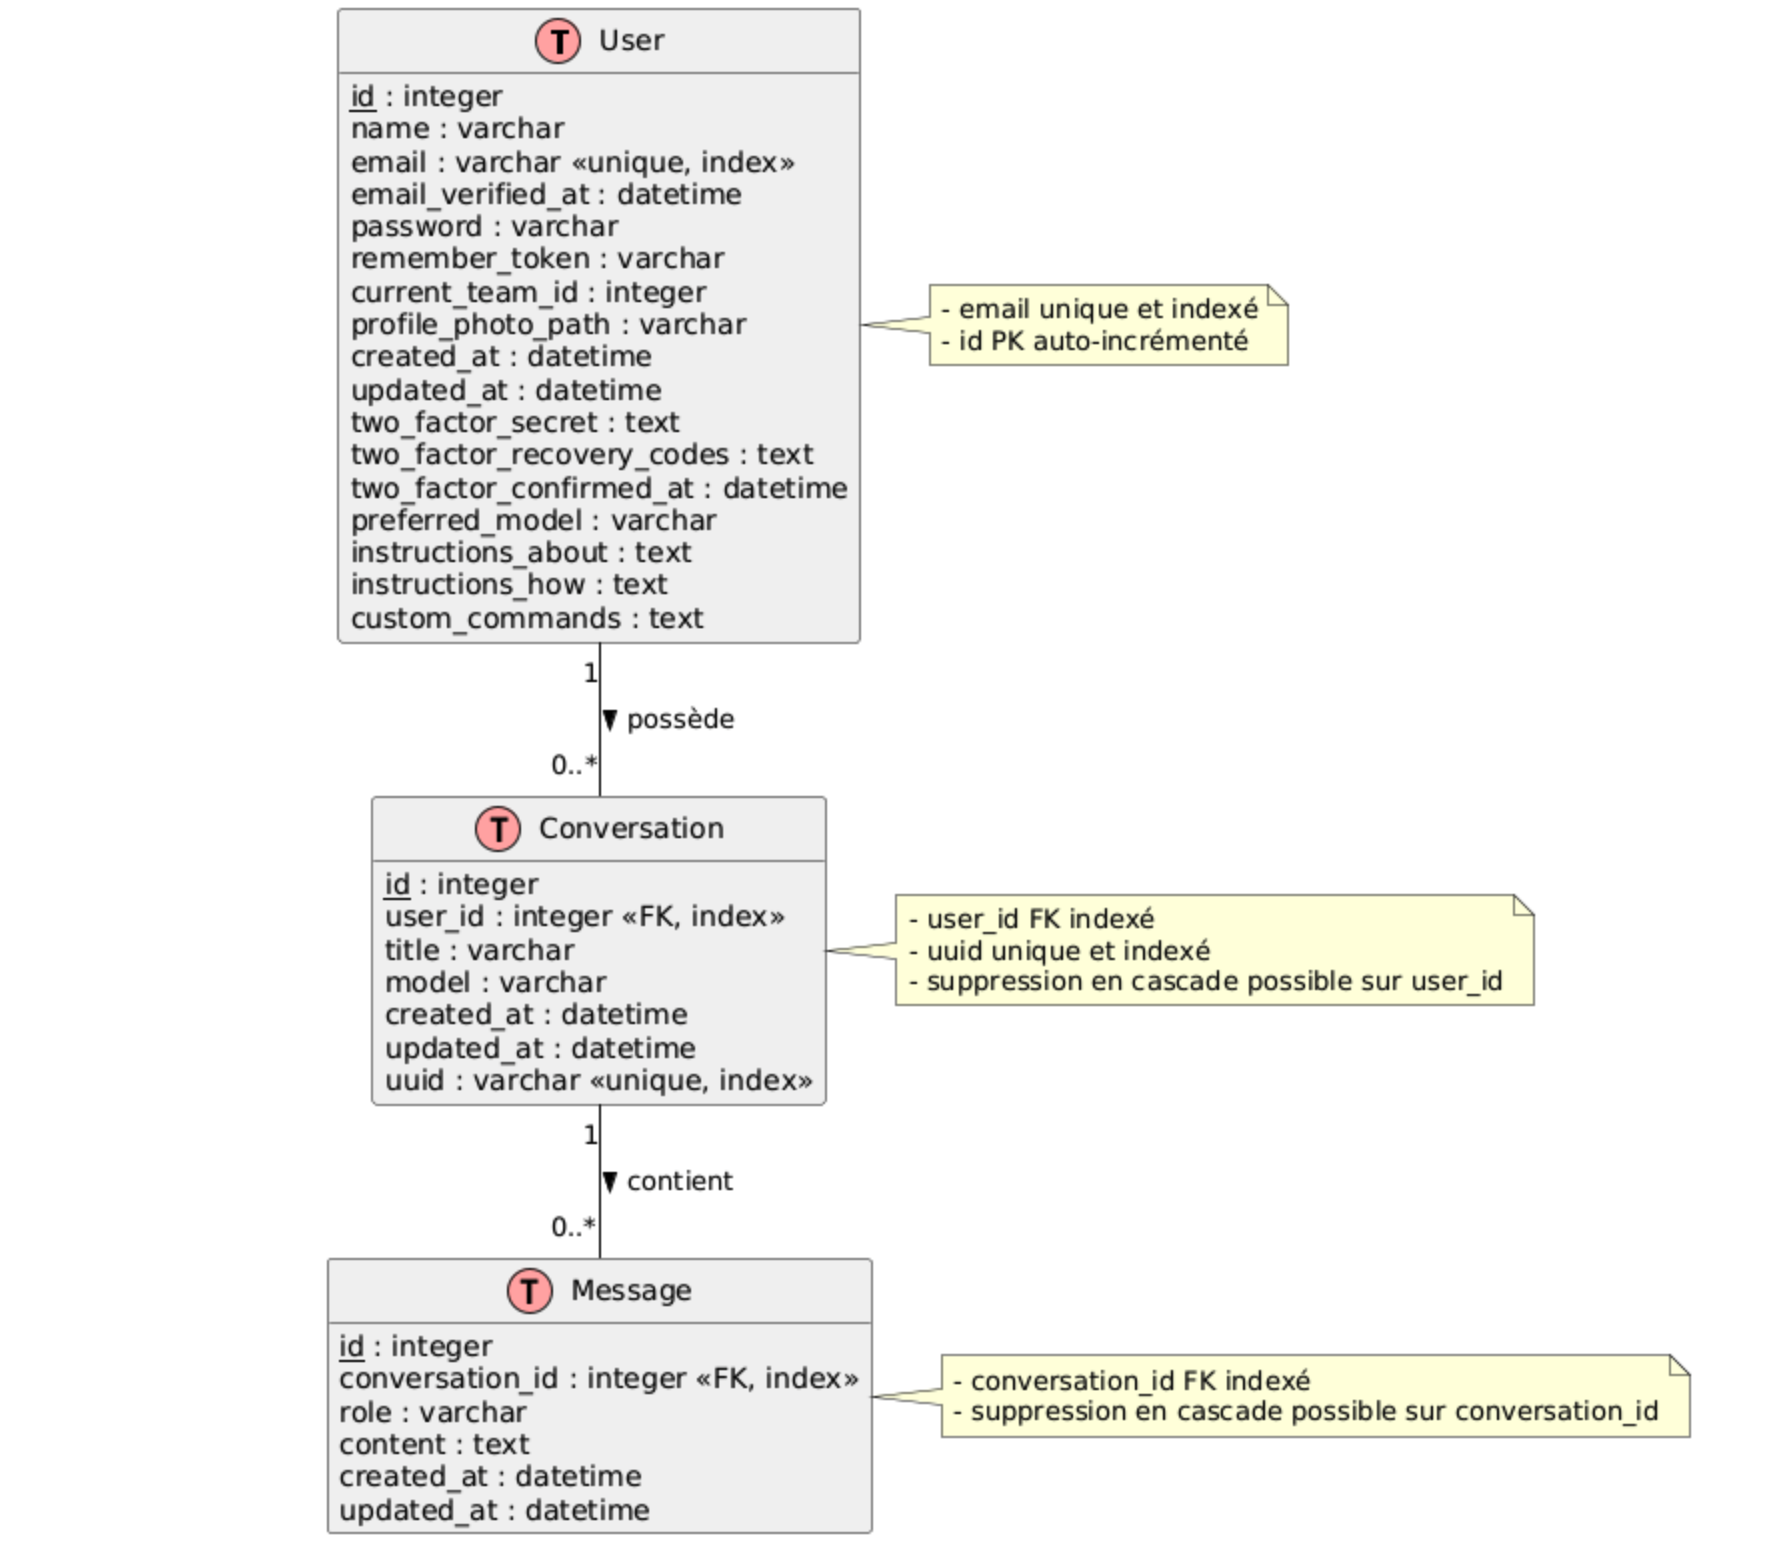 T User
id : integer
name : varchar
email : varchar «unique, index»
email_verified_at : datetime
password : varchar
remember_token : varchar
current_team_id : integer
profile_photo_path : varchar
created_at : datetime
updated_at : datetime
two_factor_secret : text
two_factor_recovery_codes : text
two_factor_confirmed_at : datetime
preferred_model : varchar
instructions_about : text
instructions_how : text
custom_commands : text
- email unique et indexé
- id PK auto-incrémenté
1
possède
0..*
T Conversation
id : integer
user_id : integer «FK, index»
title : varchar
model : varchar
created_at : datetime
updated_at : datetime
uuid : varchar «unique, index»
- user_id FK indexé
- uuid unique et indexé
- suppression en cascade possible sur user_id
1
contient
0..*
T Message
id : integer
conversation_id : integer «FK, index»
role : varchar
content : text
created_at : datetime
updated_at : datetime
- conversation_id FK indexé
- suppression en cascade possible sur conversation_id